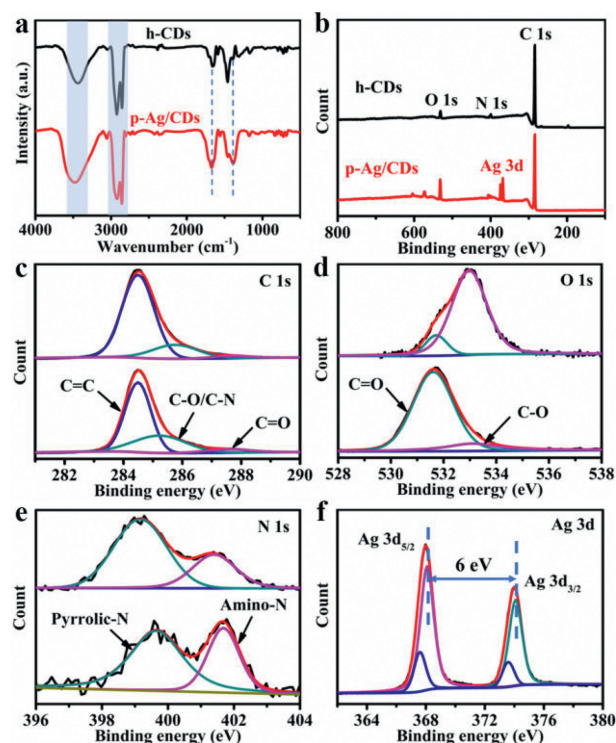 a
h-CDs
p-Ag/CDs
Intensity (a.u.)
4000 3000 2000 1000
Wavenumber (cm⁻¹)
b
C 1s
h-CDs
O 1s N 1s
p-Ag/CDs
Ag 3d
Count
800 600 400 200
Binding energy (eV)
c
C 1s
C=C
C-O/C-N
C=O
Count
282 284 286 288 290
Binding energy (eV)
d
O 1s
C=O
C-O
Count
528 530 532 534 536 538
Binding energy (eV)
e
N 1s
Pyrrolic-N
Amino-N
Count
396 398 400 402 404
Binding energy (eV)
f
Ag 3d
Ag 3d₅/₂
6 eV
Ag 3d₃/₂
Count
364 368 372 376 380
Binding energy (eV)